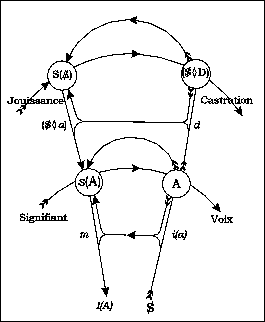 S(Ⱥ)
($◊D)
Jouissance
Castration
($◊a)
d
s(A)
A
Signifiant
Voix
m
i(a)
I(A)
$